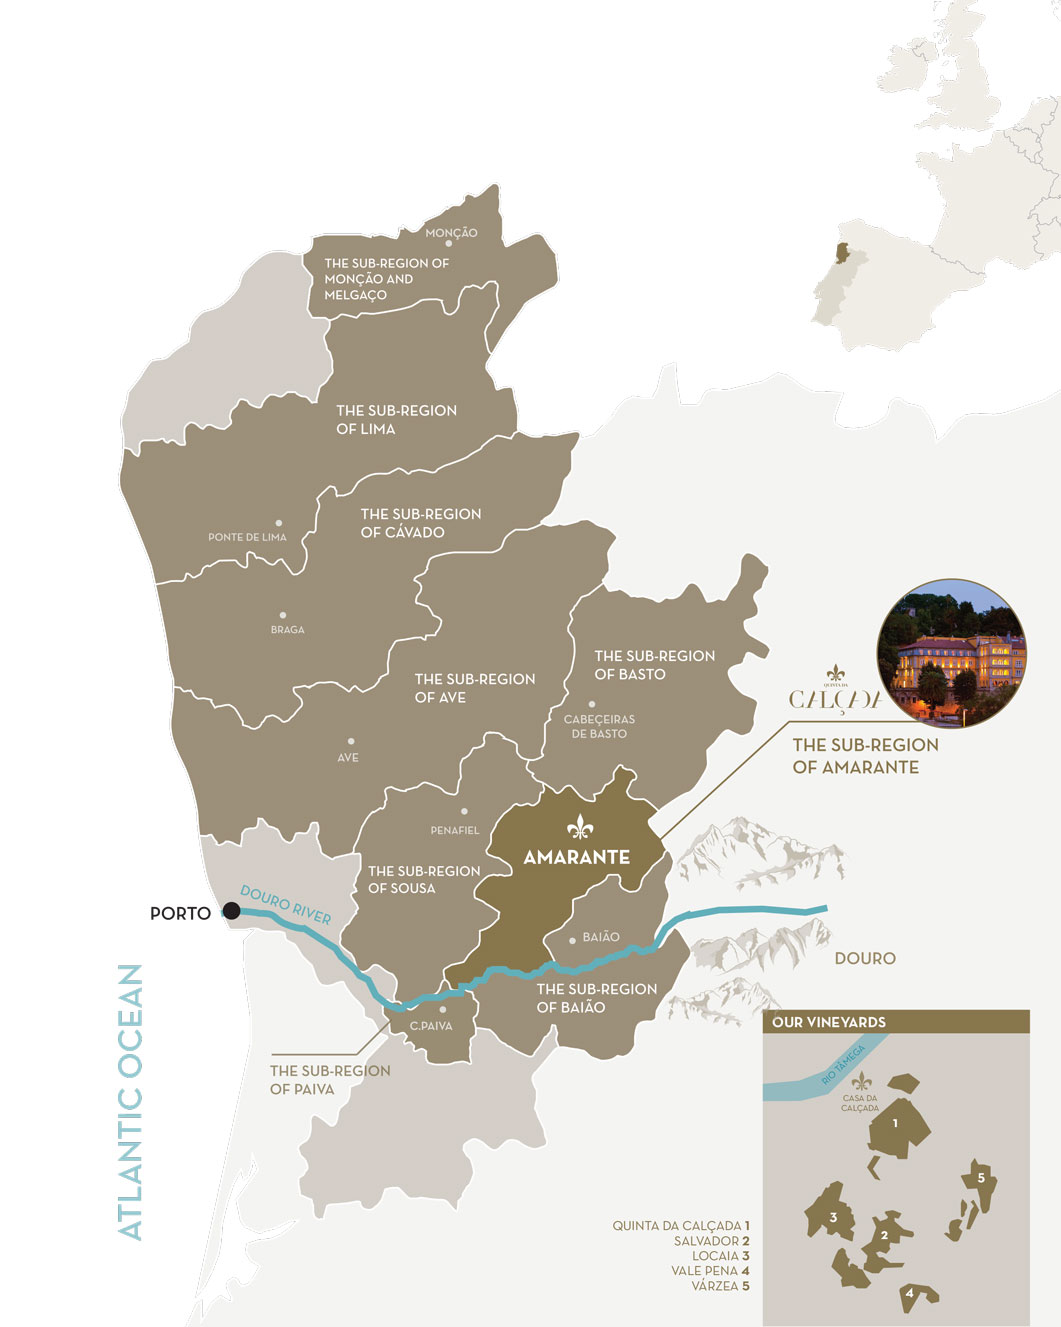 MONÇÃO
THE SUB-REGION OF
MONÇÃO AND
MELGAÇO
THE SUB-REGION
OF LIMA
THE SUB-REGION
OF CÁVADO
PONTE DE LIMA
BRAGA
THE SUB-REGION
OF BASTO
THE SUB-REGION
OF AVE
CABEÇEIRAS
DE BASTO
QUINTA DA
CALÇADA
THE SUB-REGION
OF AMARANTE
AVE
PENAFIEL
AMARANTE
THE SUB-REGION
OF SOUSA
DOURO RIVER
PORTO
BAIÃO
DOURO
THE SUB-REGION
OF BAIÃO
C.PAIVA
THE SUB-REGION
OF PAIVA
ATLANTIC OCEAN
OUR VINEYARDS
RIO TÂMEGA
CASA DA
CALÇADA
1
5
3
2
4
QUINTA DA CALÇADA 1
SALVADOR 2
LOCAIA 3
VALE PENA 4
VÁRZEA 5